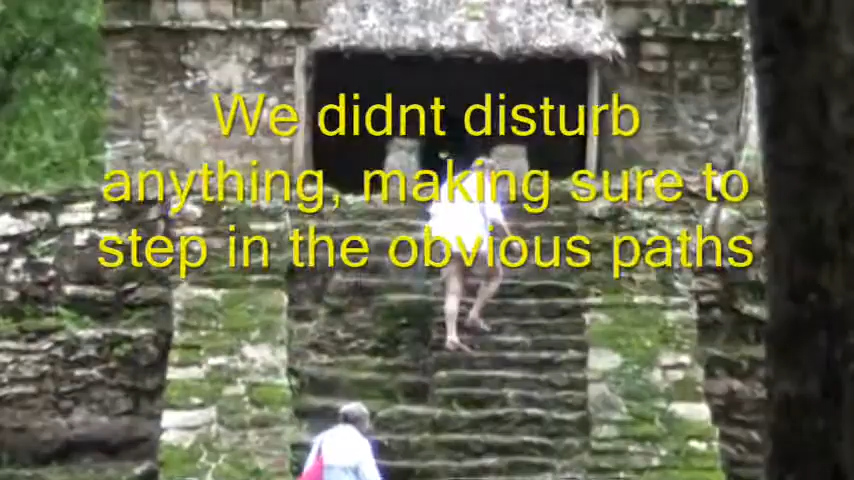 We didnt disturb
anything, making sure to
step in the obvious paths